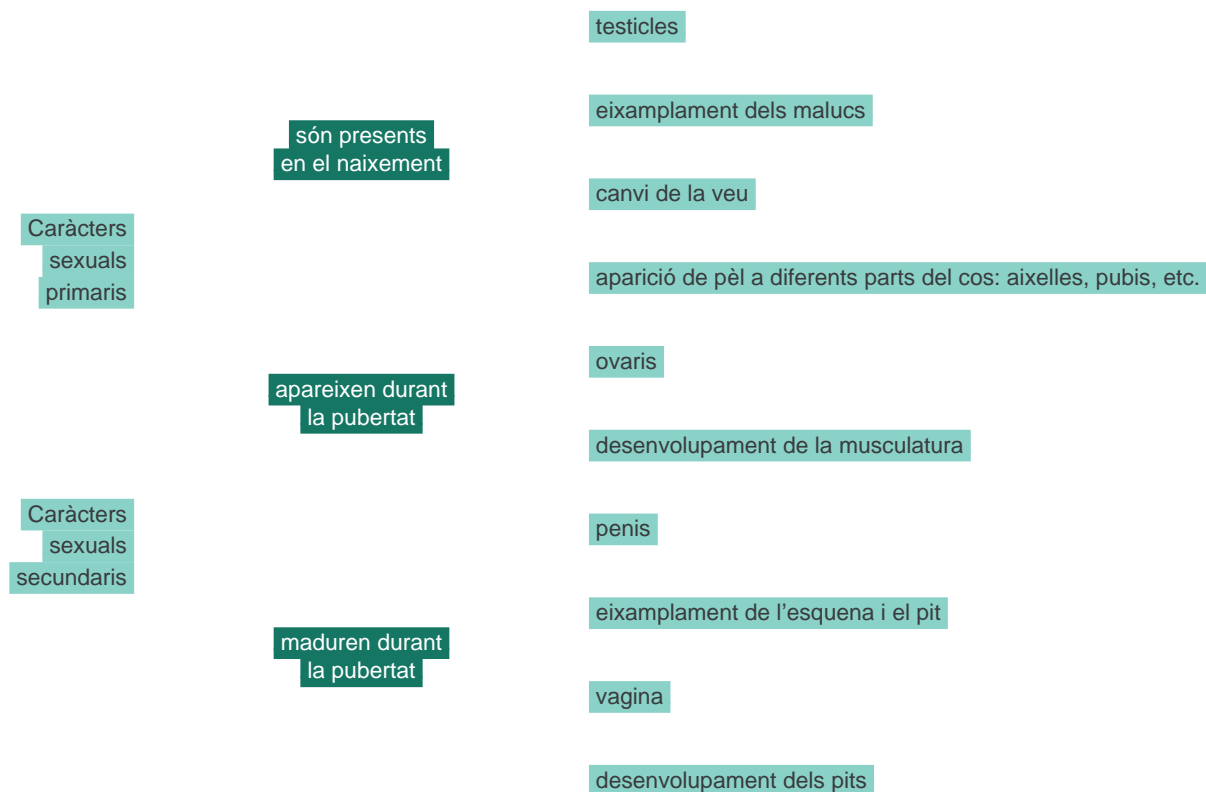 Caràcters
sexuals
primaris
Caràcters
sexuals
secundaris
són presents
en el naixement
apareixen durant
la pubertat
maduren durant
la pubertat
testicles
eixamplament dels malucs
canvi de la veu
aparició de pèl a diferents parts del cos: aixelles, pubis, etc.
ovaris
desenvolupament de la musculatura
penis
eixamplament de l’esquena i el pit
vagina
desenvolupament dels pits